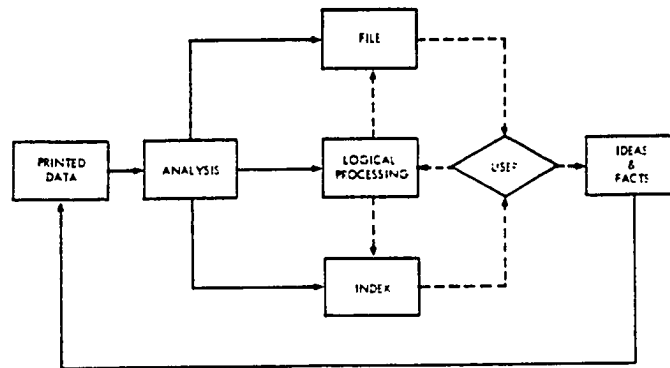 FILE
PRINTED
DATA
ANALYSIS
LOGICAL
PROCESSING
USER
IDEAS
&
FACTS
INDEX